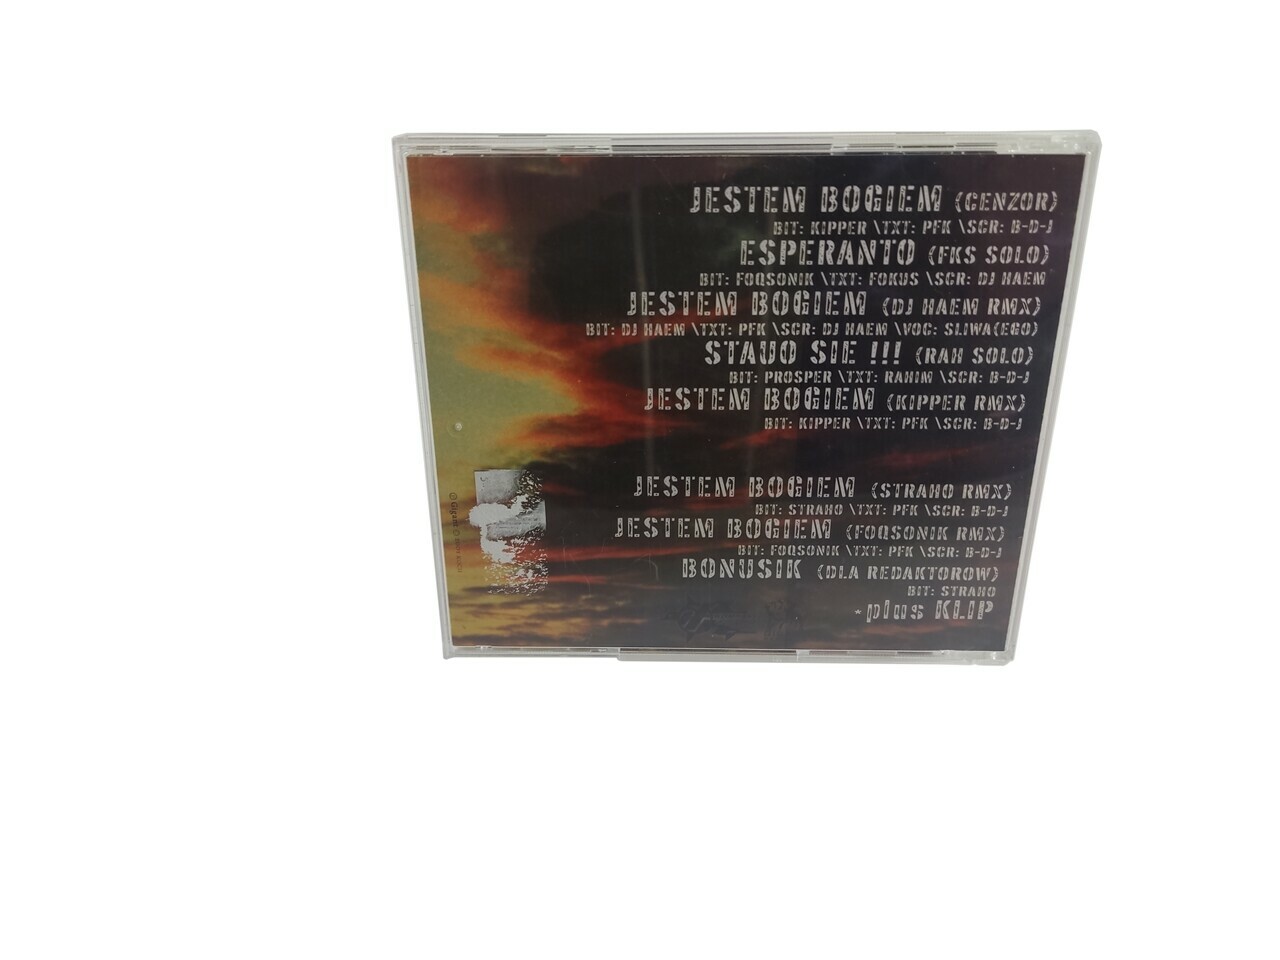 JESTEM BOGIEM (CENZOR)
BIT: KIPPER \TXT: PFK \SCR: B-D-J
ESPERANTO (FKS SOLO)
BIT: FOQSONIK \TXT: FOKUS \SCR: DJ HAEM
JESTEM BOGIEM (DJ HAEM RMX)
BIT: DJ HAEM \TXT: PFK \SCR: DJ HAEM \VOC: SLIWA(EGO)
STAUO SIE !!! (RAH SOLO)
BIT: PROSPER \TXT: RAHIM \SCR: B-D-J
JESTEM BOGIEM (KIPPER RMX)
BIT: KIPPER \TXT: PFK \SCR: B-D-J
JESTEM BOGIEM (STRAHO RMX)
BIT: STRAHO \TXT: PFK \SCR: B-D-J
JESTEM BOGIEM (FOQSONIK RMX)
BIT: FOQSONIK \TXT: PFK \SCR: B-D-J
BONUSIK (DLA REDAKTOROW)
BIT: STRAHO
* plus KLIP